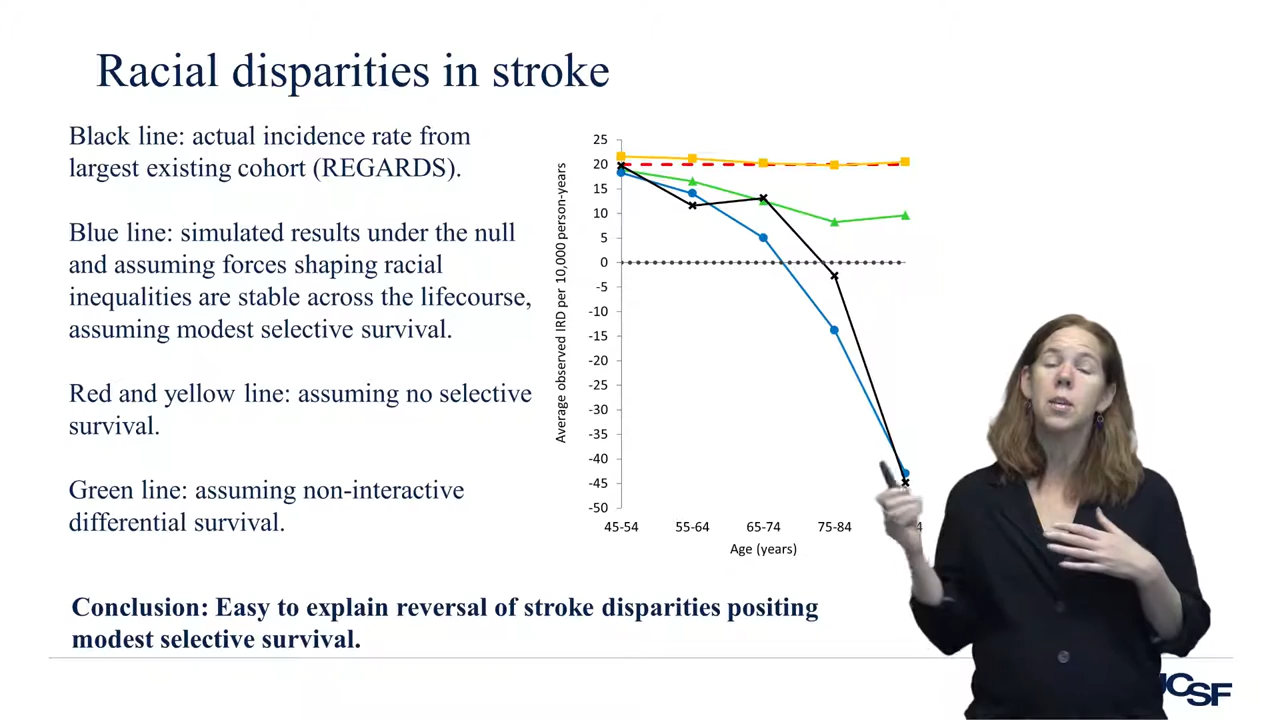 Racial disparities in stroke
Black line: actual incidence rate from
largest existing cohort (REGARDS).
Blue line: simulated results under the null
and assuming forces shaping racial
inequalities are stable across the lifecourse,
assuming modest selective survival.
Red and yellow line: assuming no selective
survival.
Green line: assuming non-interactive
differential survival.
Average observed IRD per 10,000 person-years
25
20
15
10
5
0
-5
-10
-15
-20
-25
-30
-35
-40
-45
-50
45-54
55-64
65-74
75-84
Age (years)
Conclusion: Easy to explain reversal of stroke disparities positing
modest selective survival.